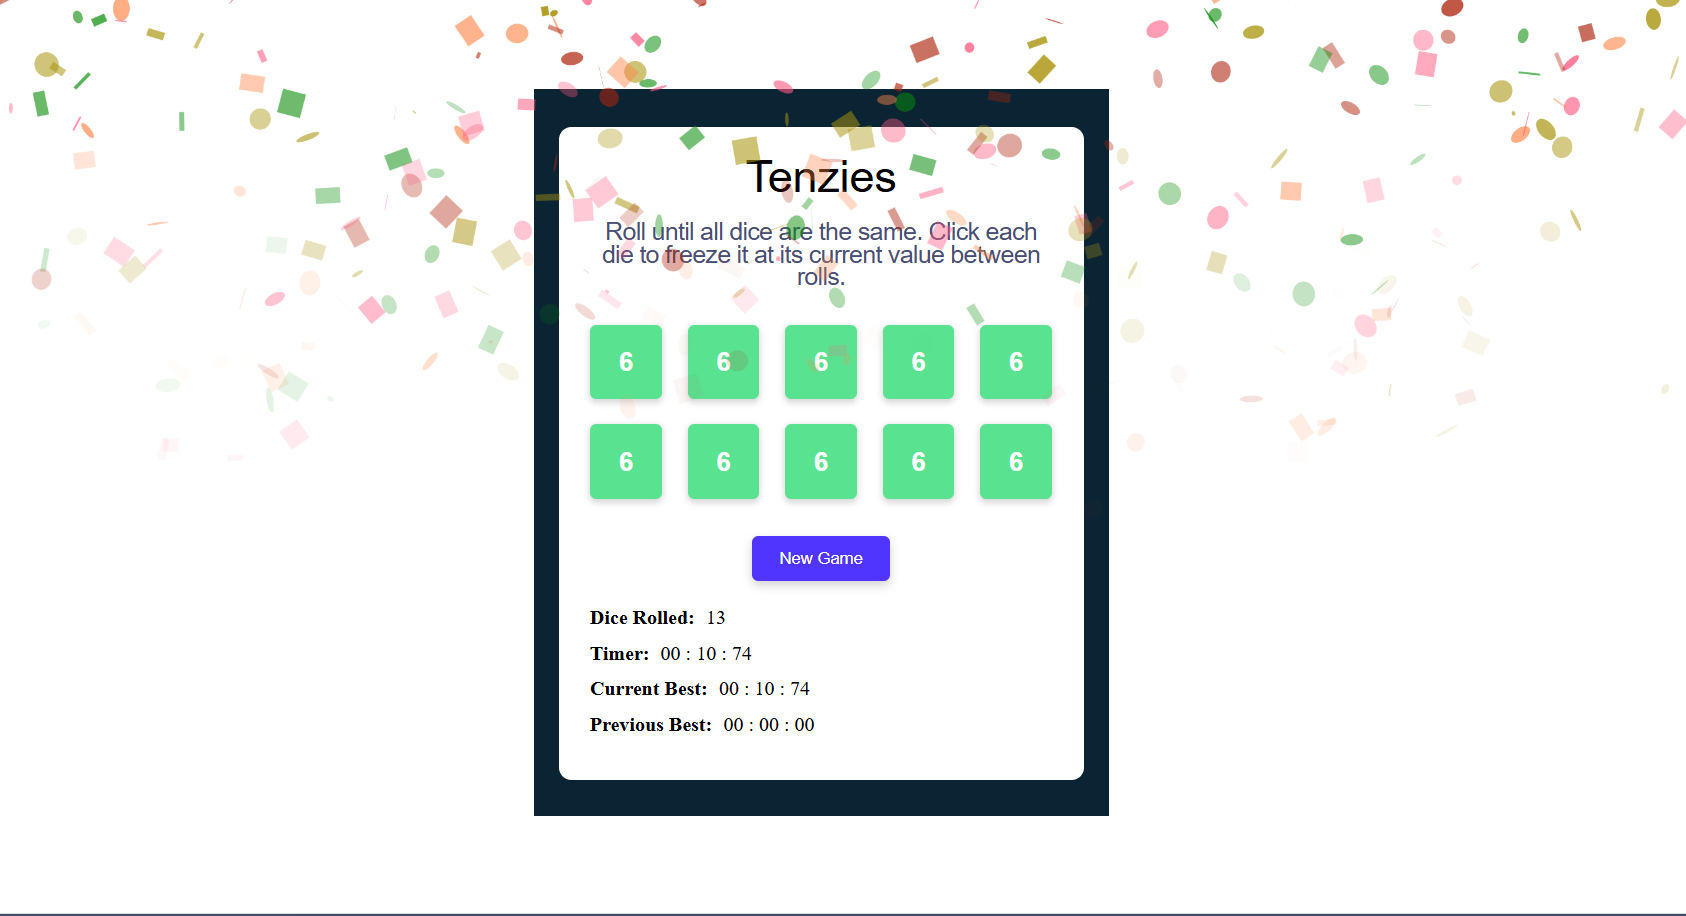 Tenzies
Roll until all dice are the same. Click each
die to freeze it at its current value between
rolls.
6 6 6 6 6
6 6 6 6 6
New Game
Dice Rolled: 13
Timer: 00 : 10 : 74
Current Best: 00 : 10 : 74
Previous Best: 00 : 00 : 00